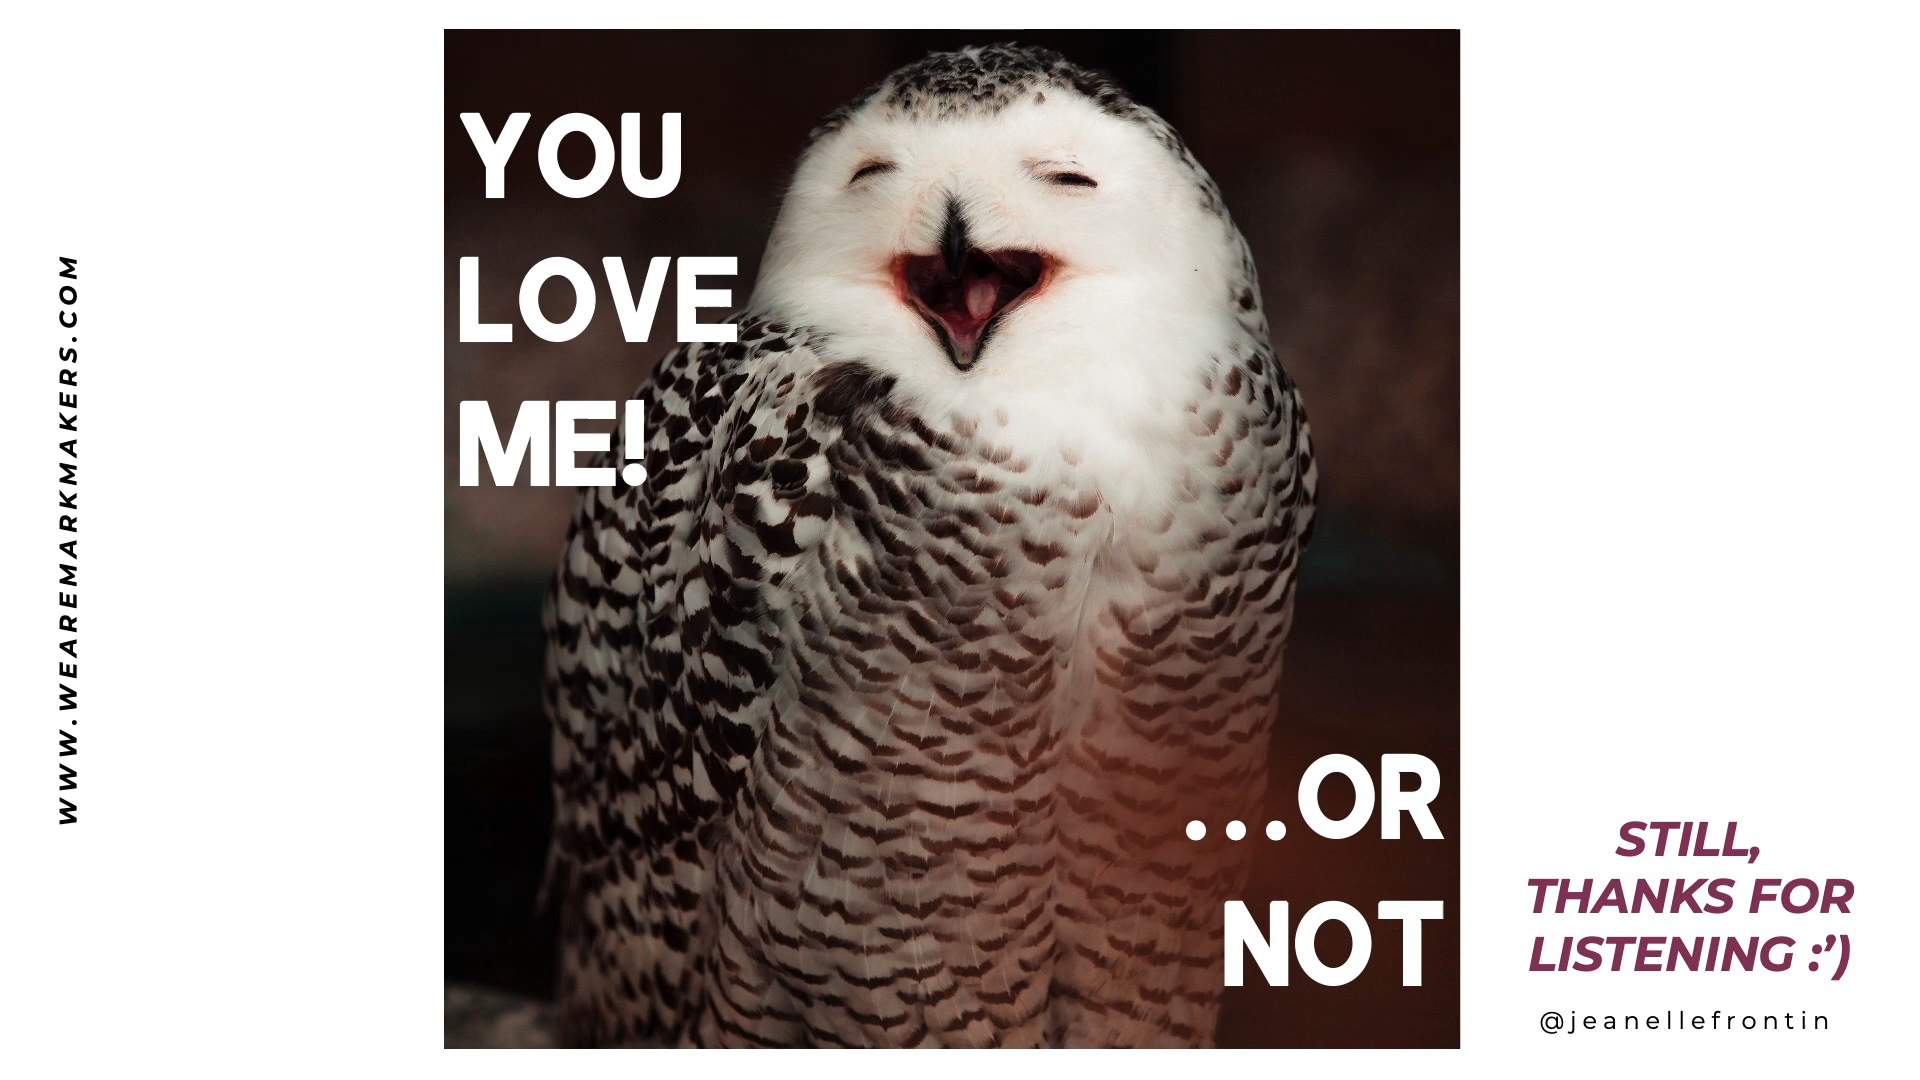 WWW.WEAREMARKMAKERS.COM
YOU
LOVE
ME!
...OR
NOT
STILL,
THANKS FOR
LISTENING :’)
@jeanellefrontin